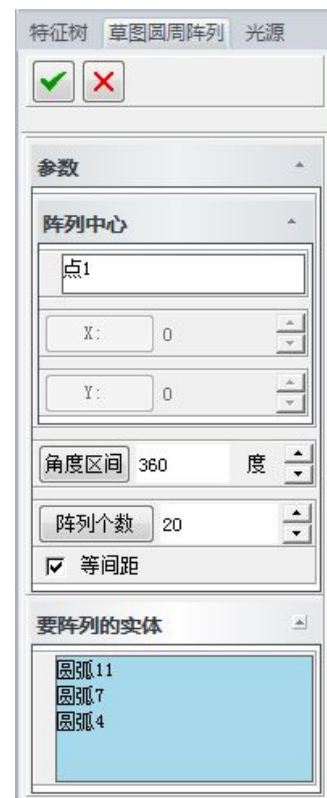 特征树 草图圆周阵列 光源
参数
阵列中心
点1
X: 0
Y: 0
角度区间 360 度
阵列个数 20
等间距
要阵列的实体
圆弧11
圆弧7
圆弧4